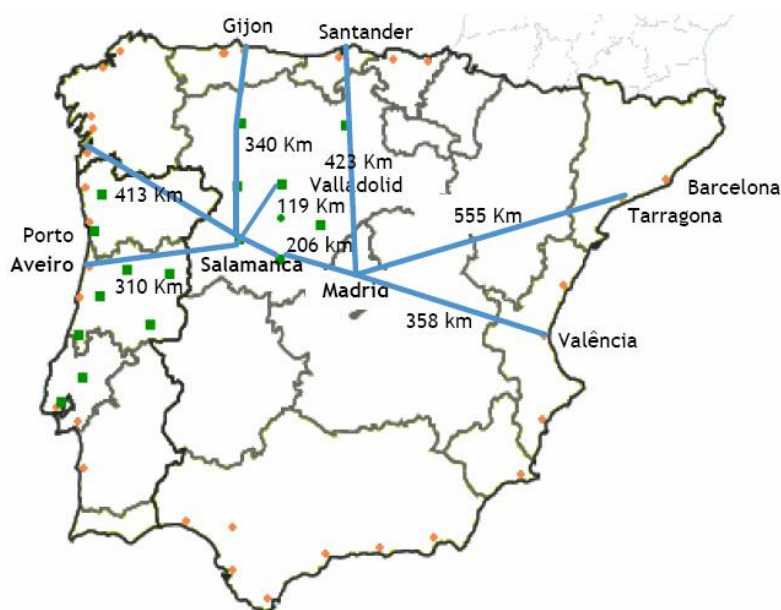 Gijon
Santander
340 Km
423 Km
Valladolid
413 Km
119 Km
555 Km
Barcelona
Tarragona
Porto
206 km
Aveiro
Salamanca
310 Km
Madrid
358 km
Valência